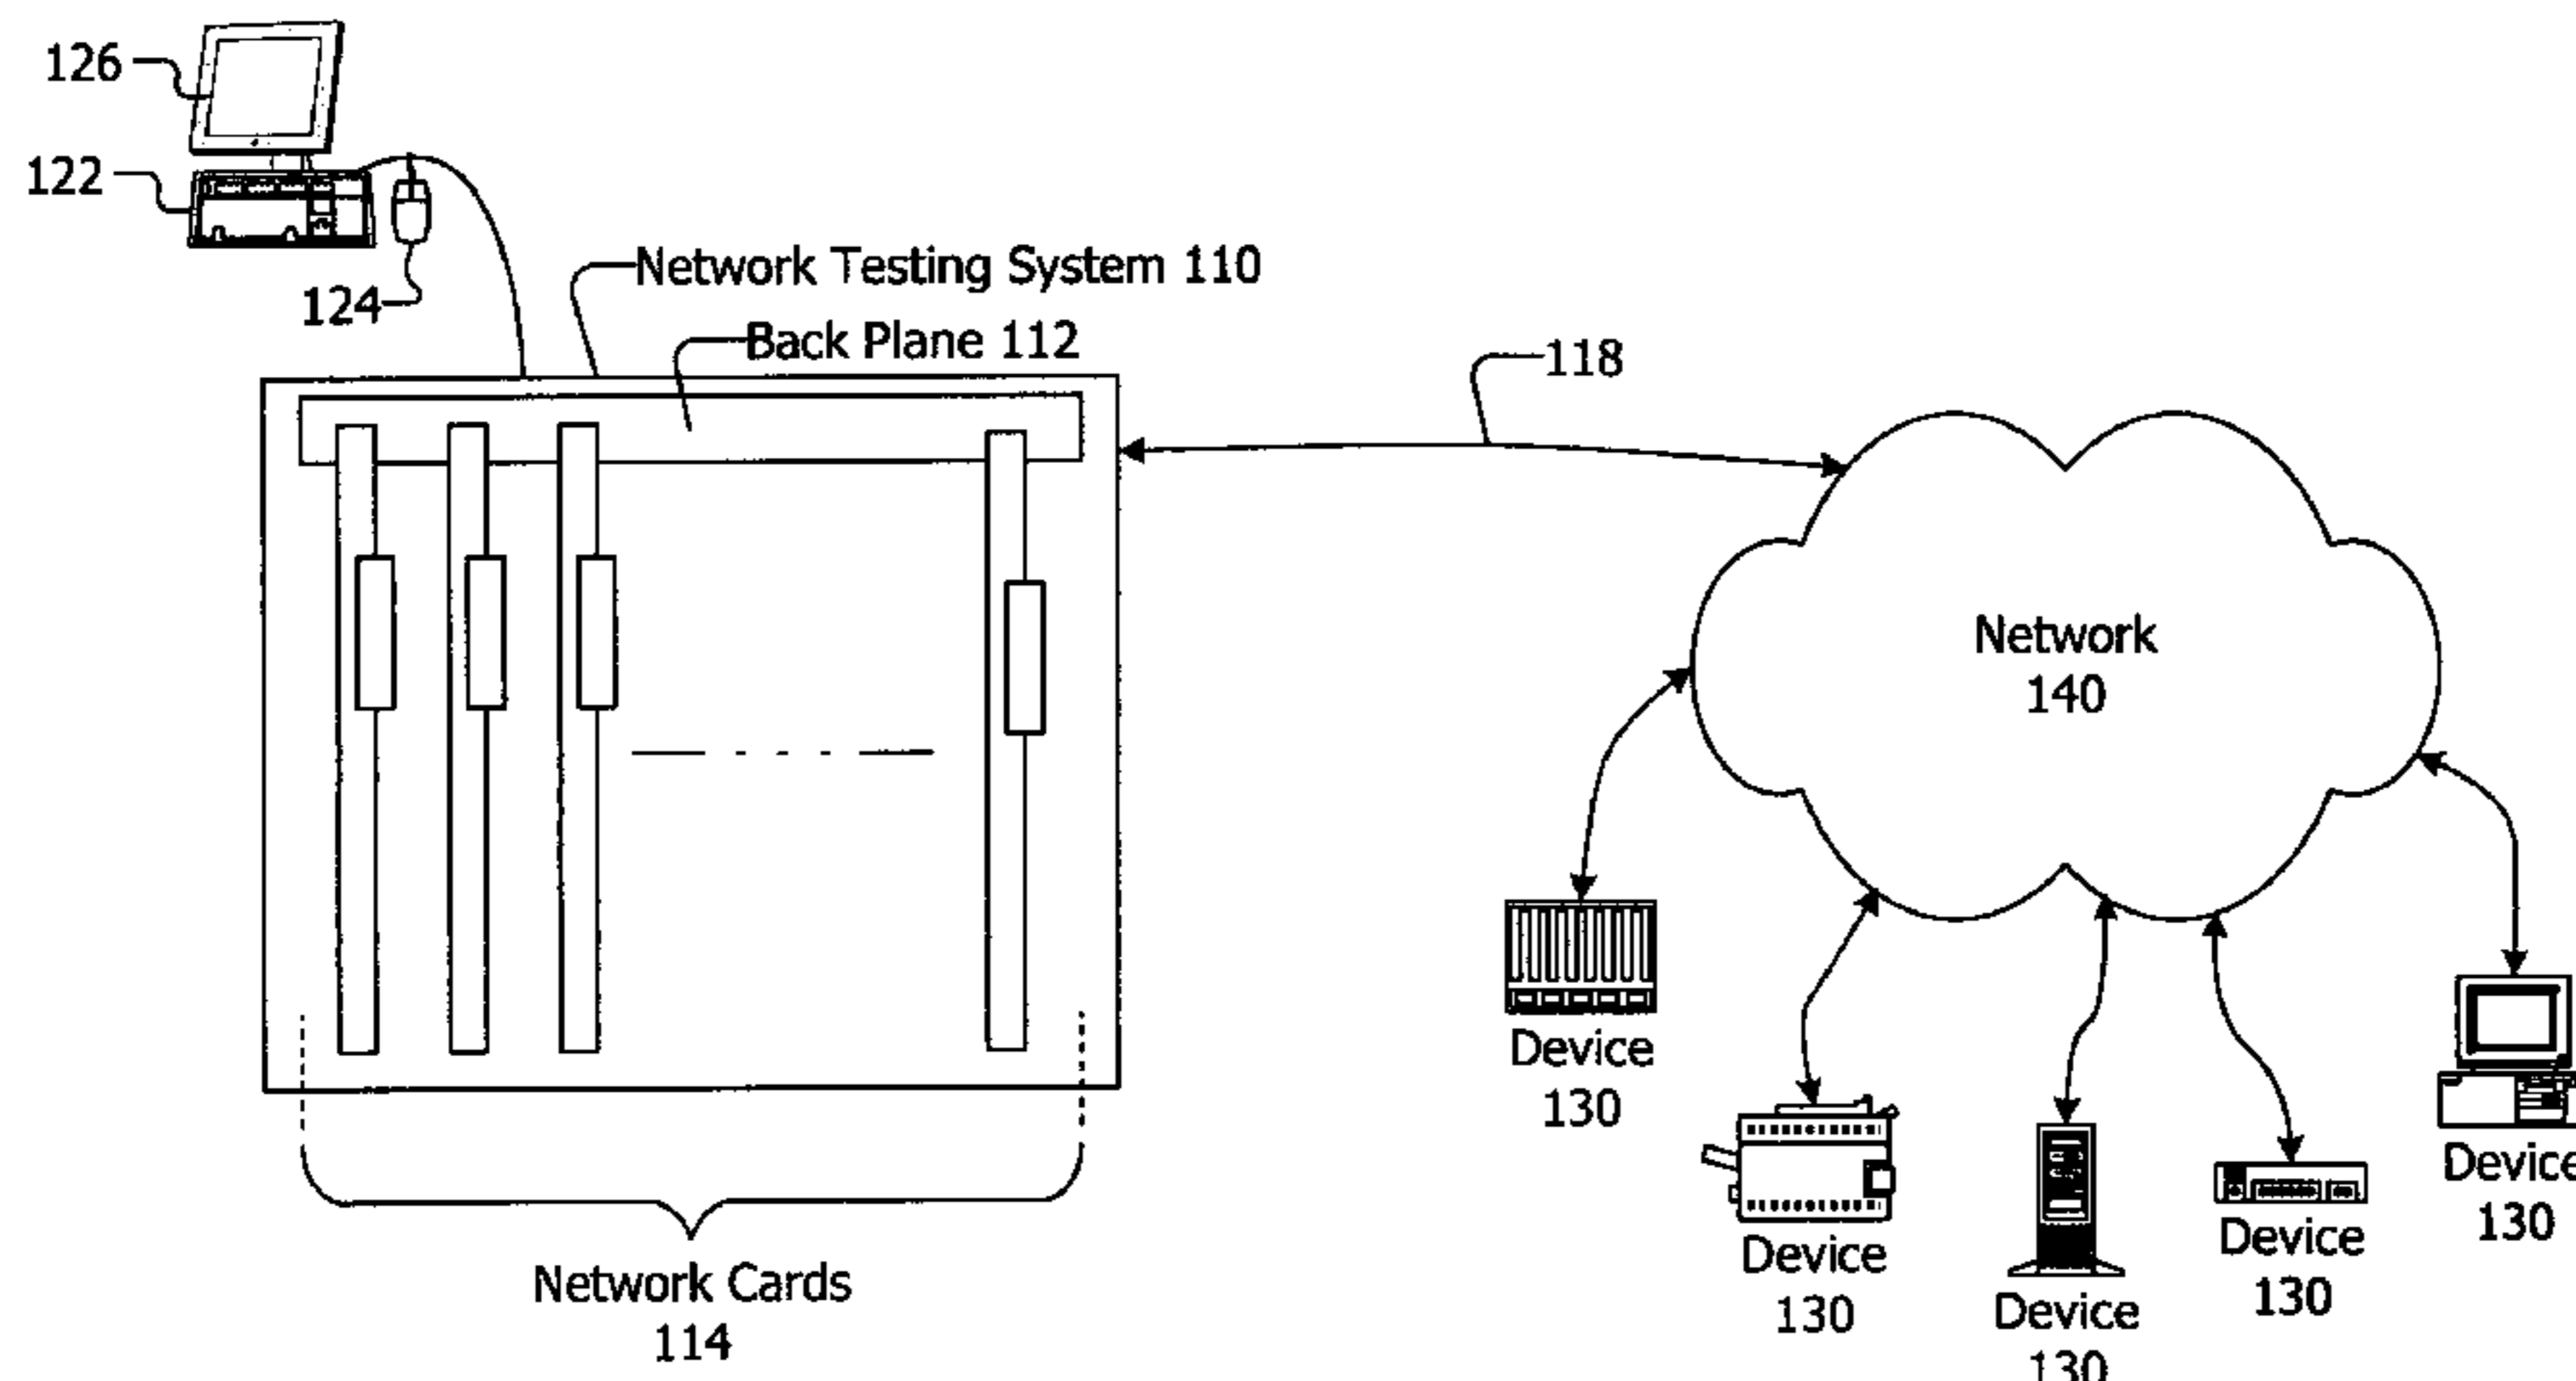 126
122
124
Network Testing System 110
Back Plane 112
118
Network
140
Device
130
Device
130
Device
130
Device
130
Device
130
Network Cards
114